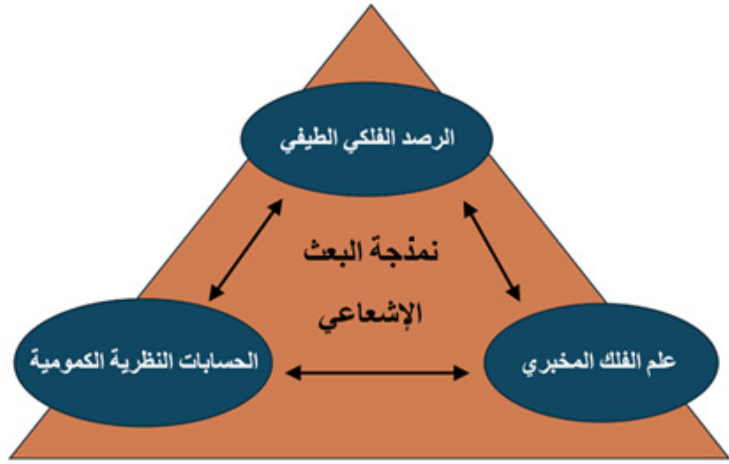 الرصد الفلكي الطيفي
نمذجة البعث
الإشعاعي
علم الفلك المخبري
الحسابات النظرية الكمومية